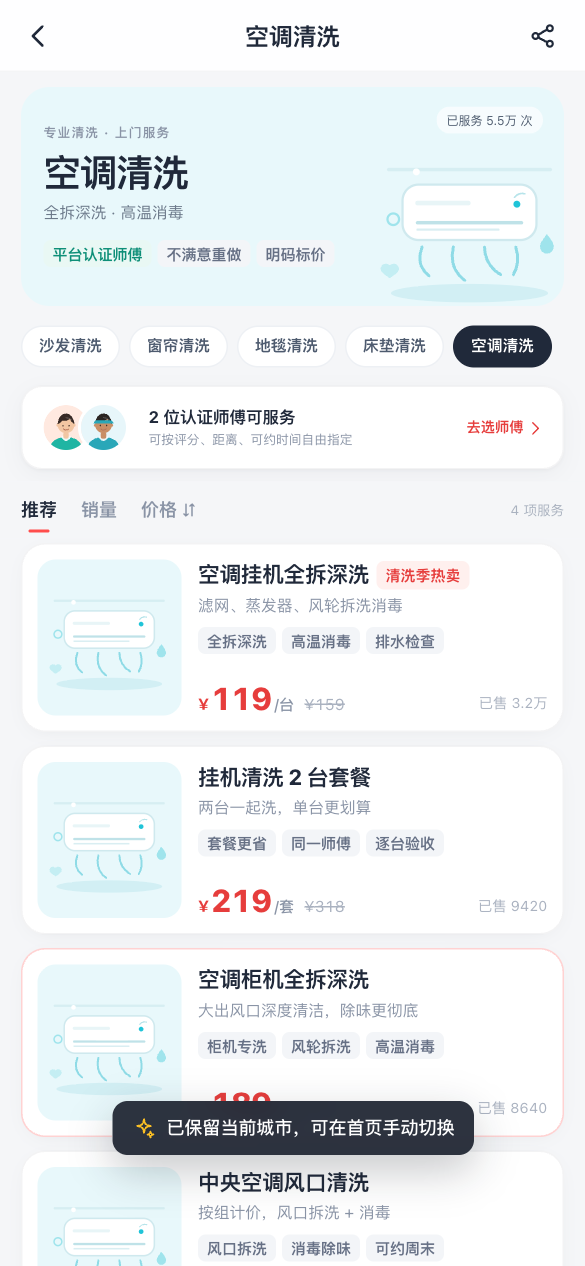 空调清洗
已服务 5.5万 次
专业清洗 · 上门服务
空调清洗
全拆深洗 · 高温消毒
平台认证师傅 不满意重做 明码标价
沙发清洗 窗帘清洗 地毯清洗 床垫清洗 空调清洗
2 位认证师傅可服务
可按评分、距离、可约时间自由指定
去选师傅
推荐 销量 价格 4 项服务
空调挂机全拆深洗 清洗季热卖
滤网、蒸发器、风轮拆洗消毒
全拆深洗 高温消毒 排水检查
¥119/台 ¥159 已售 3.2万
挂机清洗 2 台套餐
两台一起洗，单台更划算
套餐更省 同一师傅 逐台验收
¥219/套 ¥318 已售 9420
空调柜机全拆深洗
大出风口深度清洁，除味更彻底
柜机专洗 风轮拆洗 高温消毒
已售 8640
已保留当前城市，可在首页手动切换
中央空调风口清洗
按组计价，风口拆洗 + 消毒
风口拆洗 消毒除味 可约周末